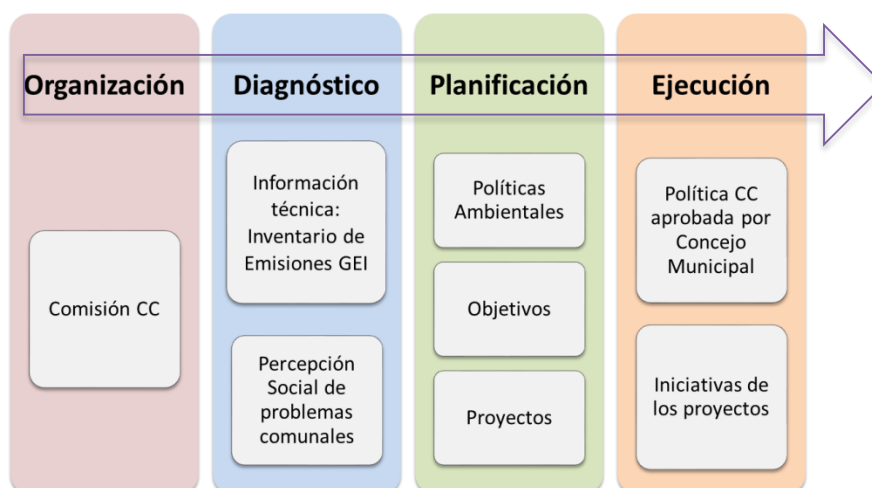 Organización
Diagnóstico
Planificación
Ejecución
Comisión CC
Información
técnica:
Inventario de
Emisiones GEI
Percepción
Social de
problemas
comunales
Políticas
Ambientales
Objetivos
Proyectos
Política CC
aprobada por
Concejo
Municipal
Iniciativas de
los proyectos